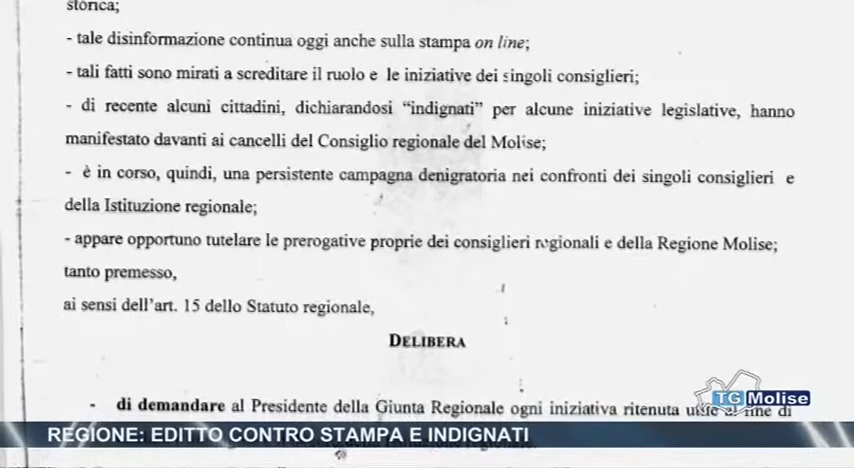 storica;
- tale disinformazione continua oggi anche sulla stampa on line;
- tali fatti sono mirati a screditare il ruolo e le iniziative dei singoli consiglieri;
- di recente alcuni cittadini, dichiarandosi “indignati” per alcune iniziative legislative, hanno
manifestato davanti ai cancelli del Consiglio regionale del Molise;
- è in corso, quindi, una persistente campagna denigratoria nei confronti dei singoli consiglieri e
della Istituzione regionale;
- appare opportuno tutelare le prerogative proprie dei consiglieri regionali e della Regione Molise;
tanto premesso,
ai sensi dell’art. 15 dello Statuto regionale,
DELIBERA
- di demandare al Presidente della Giunta Regionale ogni iniziativa ritenuta di
TG Molise
REGIONE: EDITTO CONTRO STAMPA E INDIGNATI